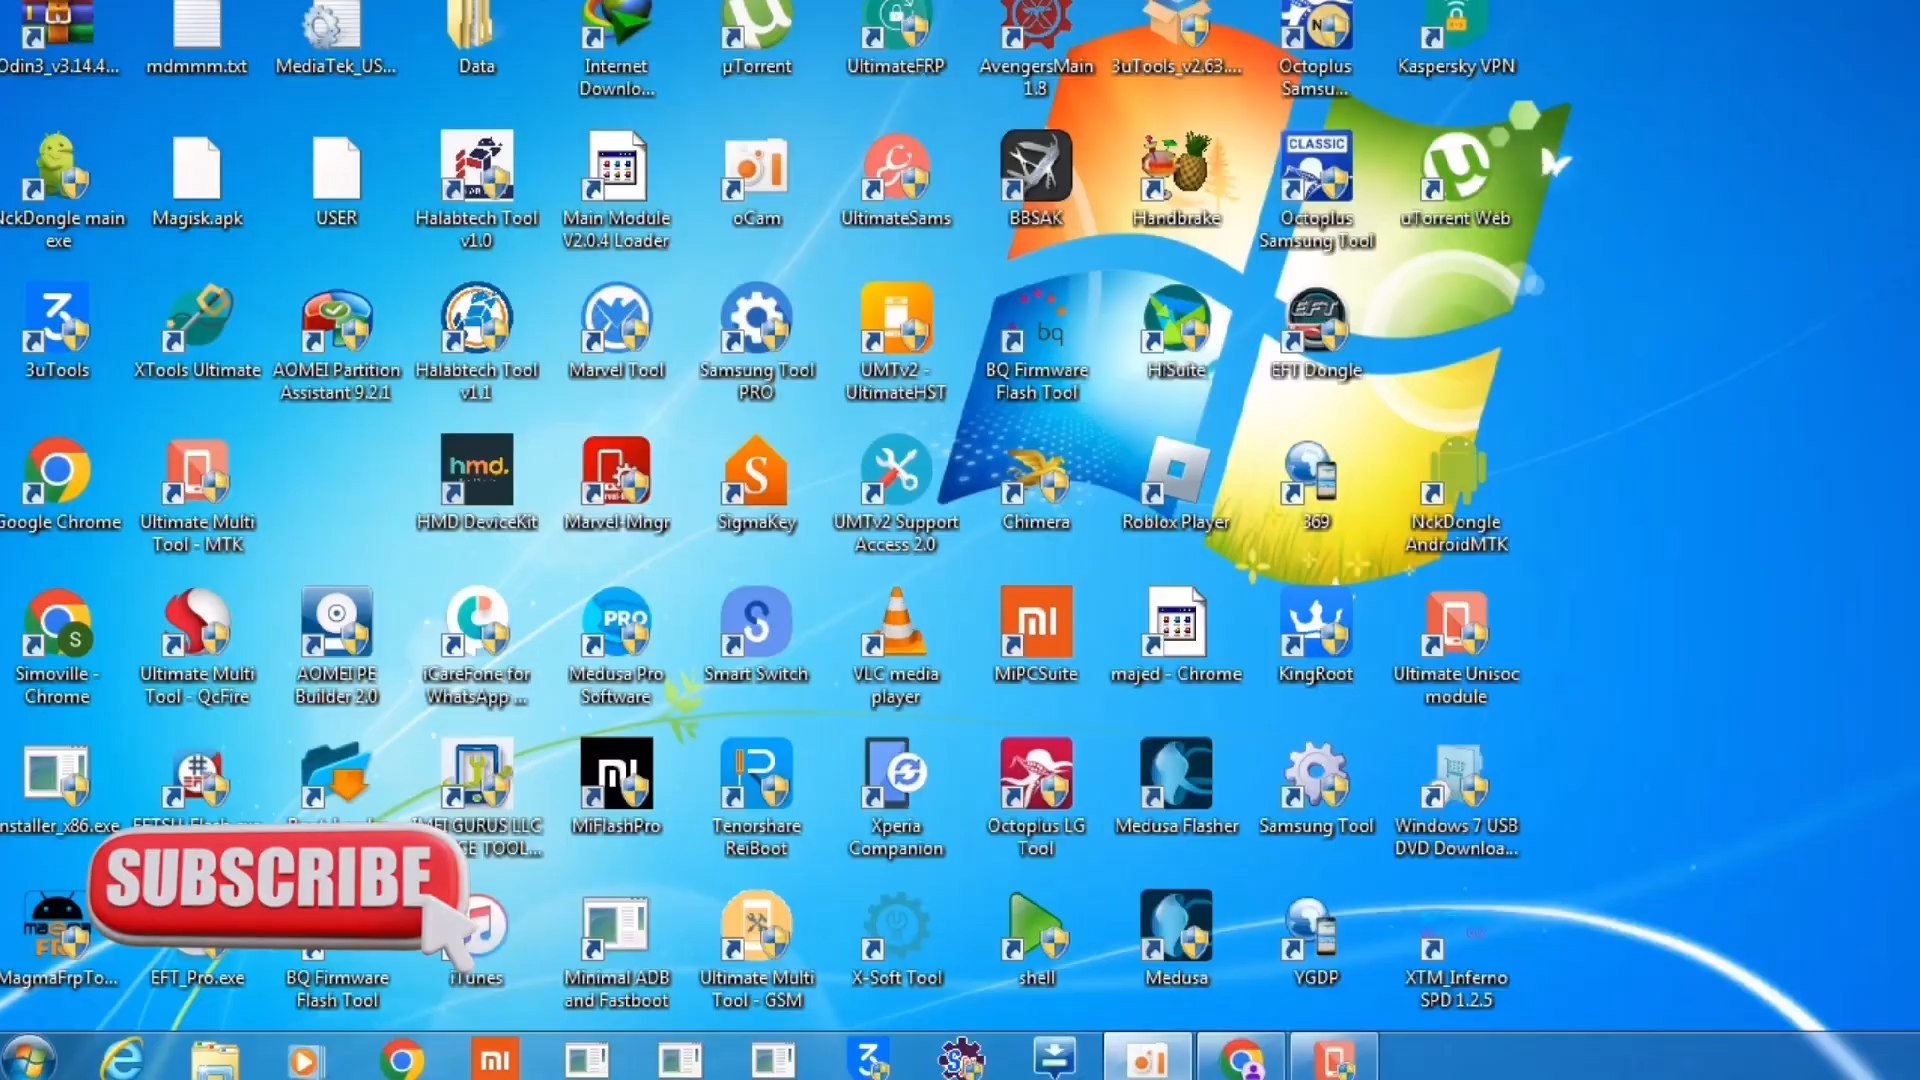 Odin3_v3.14.4...
mdmmm.txt
MediaTek_US...
Data
Internet
Downlo...
µTorrent
UltimateFRP
AvengersMain
1.8
3uTools_v2.63....
Octoplus
Samsu...
Kaspersky VPN
NckDongle main
exe
Magisk.apk
USER
Halabtech Tool
v1.0
Main Module
V2.0.4 Loader
oCam
UltimateSams
BBSAK
Handbrake
CLASSIC
Octoplus
Samsung Tool
uTorrent Web
3uTools
XTools Ultimate
AOMEI Partition
Assistant 9.2.1
Halabtech Tool
v1.1
Marvel Tool
Samsung Tool
PRO
UMTv2 -
UltimateHST
bq
BQ Firmware
Flash Tool
HiSuite
EFT
EFT Dongle
Google Chrome
Ultimate Multi
Tool - MTK
hmd.
HMD DeviceKit
Marvel-Mngr
S
SigmaKey
UMTv2 Support
Access 2.0
Chimera
Roblox Player
369
NckDongle
AndroidMTK
S
Simoville -
Chrome
Ultimate Multi
Tool - QcFire
AOMEI PE
Builder 2.0
iCareFone for
WhatsApp ...
PRO
Medusa Pro
Software
S
Smart Switch
VLC media
player
mi
MiPCSuite
majed - Chrome
KingRoot
Ultimate Unisoc
module
nstaller_x86.exe
IMEI GURUS LLC
CE TOOL...
mi
MiFlashPro
Tenorshare
ReiBoot
Xperia
Companion
Octoplus LG
Tool
Medusa Flasher
Samsung Tool
Windows 7 USB
DVD Downloa...
SUBSCRIBE
MagmaFrpTo...
EFT_Pro.exe
BQ Firmware
Flash Tool
iTunes
Minimal ADB
and Fastboot
Ultimate Multi
Tool - GSM
X-Soft Tool
shell
Medusa
YGDP
XTM_Inferno
SPD 1.2.5
mi